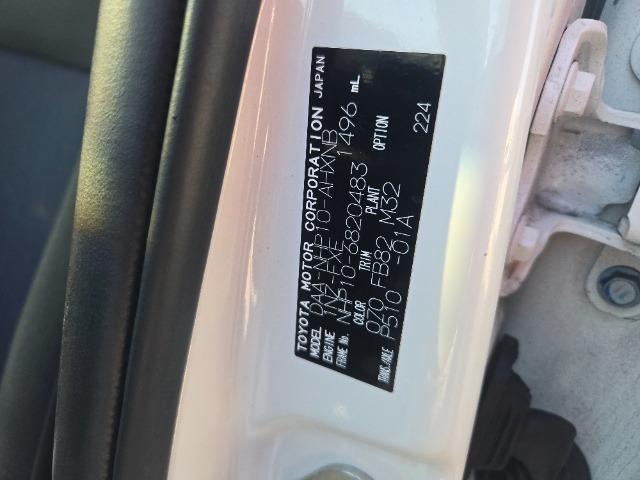 TOYOTA MOTOR CORPORATION JAPAN
MODEL DAA-NHP10-AHXNB
ENGINE 1NZ-FXE 1496 mL
FRAME No. NHP10-6820483
COLOR TRIM PLANT OPTION
070 FB82 M32 224
TRANS./AXLE P510 -01A